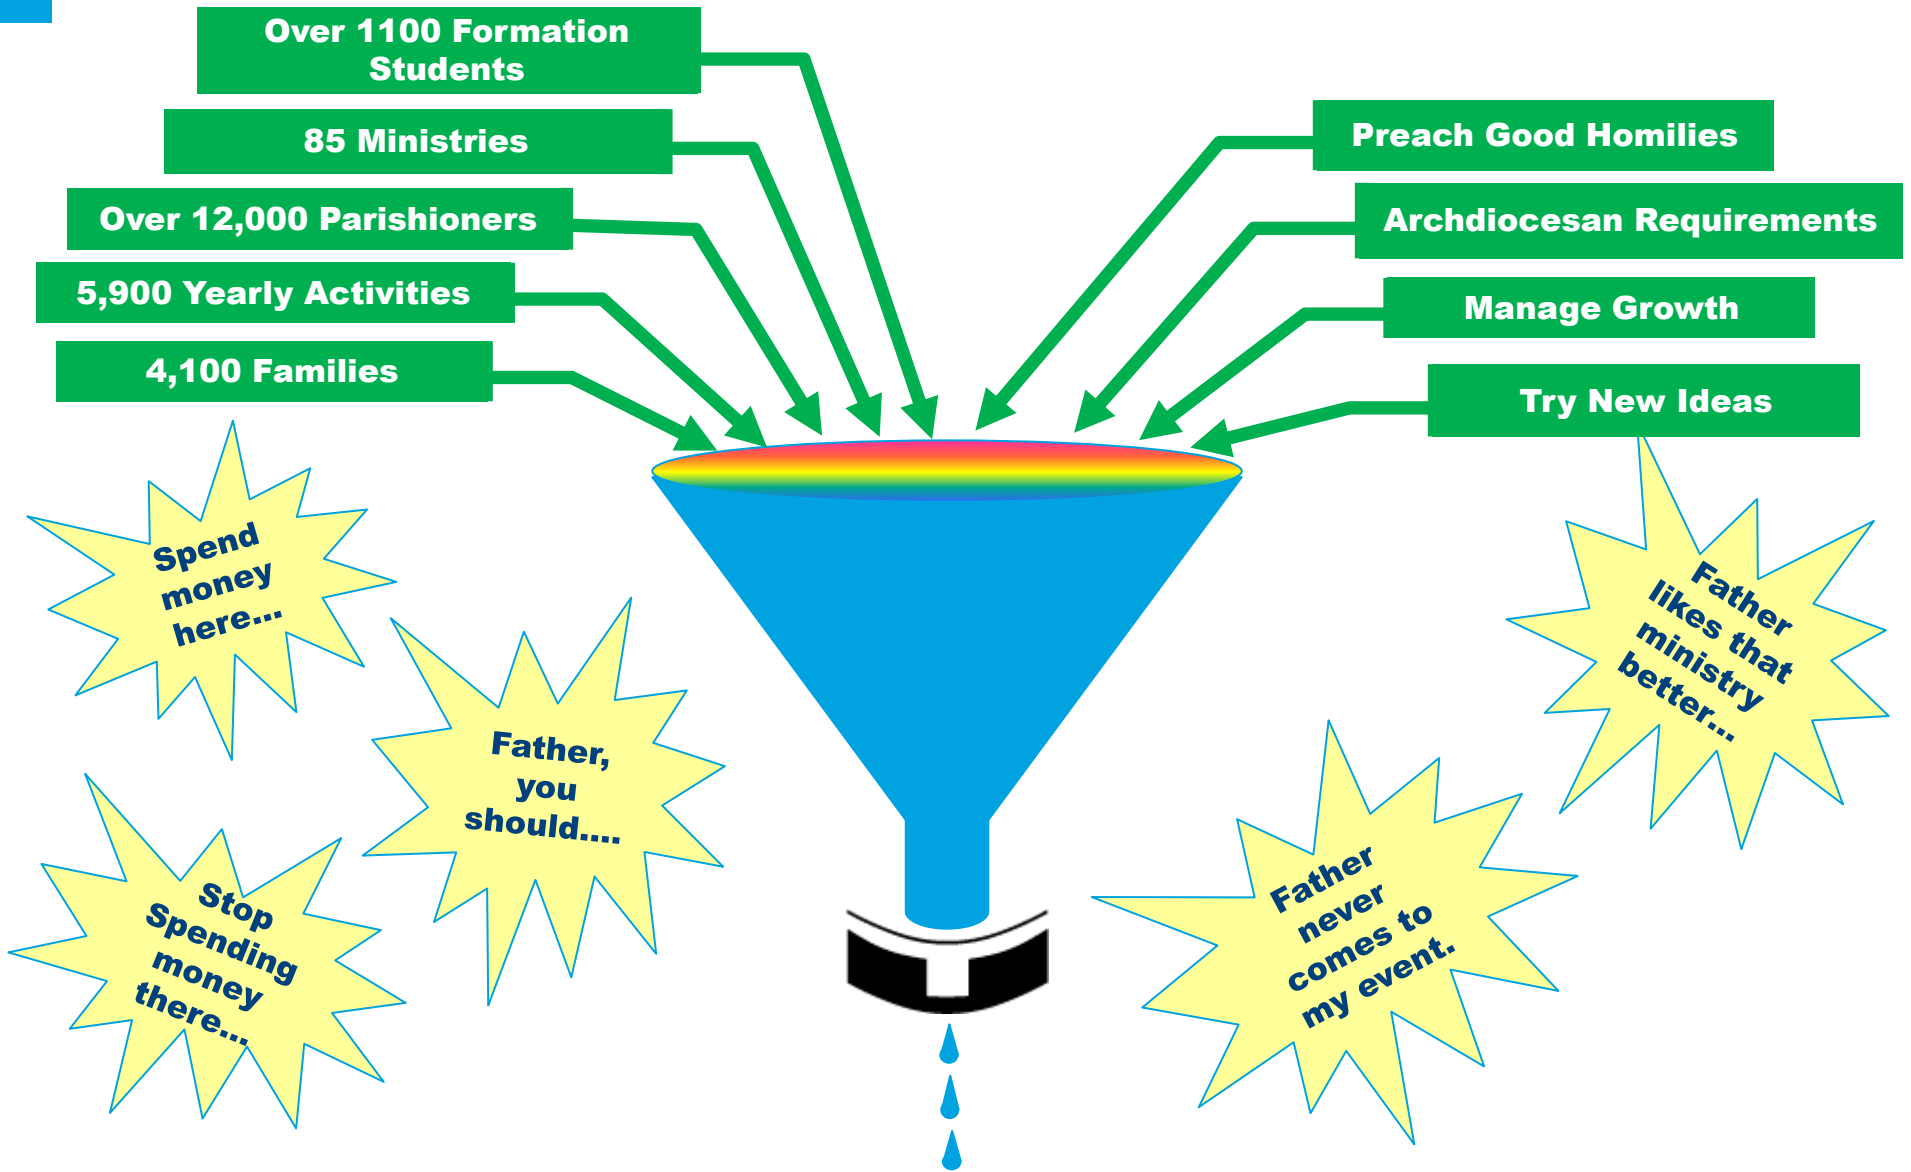 Over 1100 Formation
Students
85 Ministries
Over 12,000 Parishioners
5,900 Yearly Activities
4,100 Families
Preach Good Homilies
Archdiocesan Requirements
Manage Growth
Try New Ideas
Spend
money
here...
Father,
you
should....
Stop
Spending
money
there...
Father
likes that
ministry
better...
Father
never
comes to
my event.